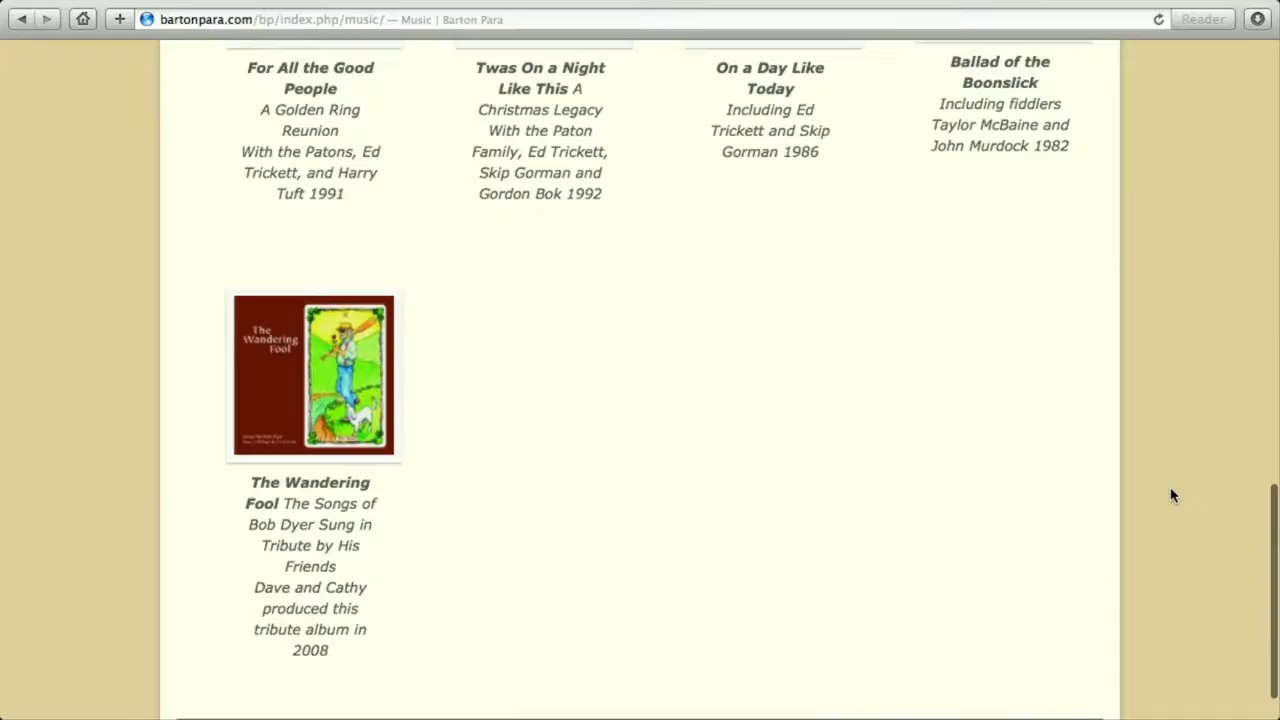 bartonpara.com/bp/index.php/music/ — Music | Barton Para
Reader
For All the Good
People
A Golden Ring
Reunion
With the Patons, Ed
Trickett, and Harry
Tuft 1991
Twas On a Night
Like This A
Christmas Legacy
With the Paton
Family, Ed Trickett,
Skip Gorman and
Gordon Bok 1992
On a Day Like
Today
Including Ed
Trickett and Skip
Gorman 1986
Ballad of the
Boonslick
Including fiddlers
Taylor McBaine and
John Murdock 1982
The
Wandering
Fool
The Wandering
Fool The Songs of
Bob Dyer Sung in
Tribute by His
Friends
Dave and Cathy
produced this
tribute album in
2008